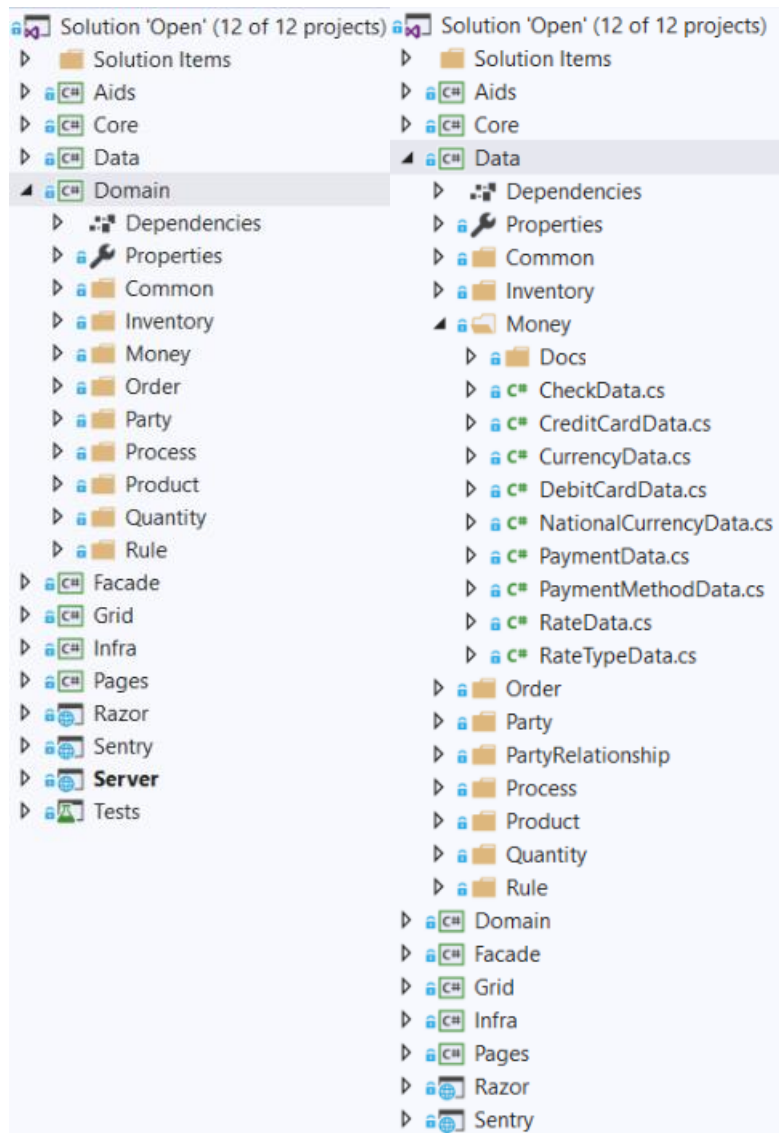 Solution 'Open' (12 of 12 projects)
Solution Items
C# Aids
C# Core
C# Data
C# Domain
Dependencies
Properties
Common
Inventory
Money
Order
Party
Process
Product
Quantity
Rule
C# Facade
C# Grid
C# Infra
C# Pages
Razor
Sentry
Server
Tests
Solution 'Open' (12 of 12 projects)
Solution Items
C# Aids
C# Core
C# Data
Dependencies
Properties
Common
Inventory
Money
Docs
C# CheckData.cs
C# CreditCardData.cs
C# CurrencyData.cs
C# DebitCardData.cs
C# NationalCurrencyData.cs
C# PaymentData.cs
C# PaymentMethodData.cs
C# RateData.cs
C# RateTypeData.cs
Order
Party
PartyRelationship
Process
Product
Quantity
Rule
C# Domain
C# Facade
C# Grid
C# Infra
C# Pages
Razor
Sentry